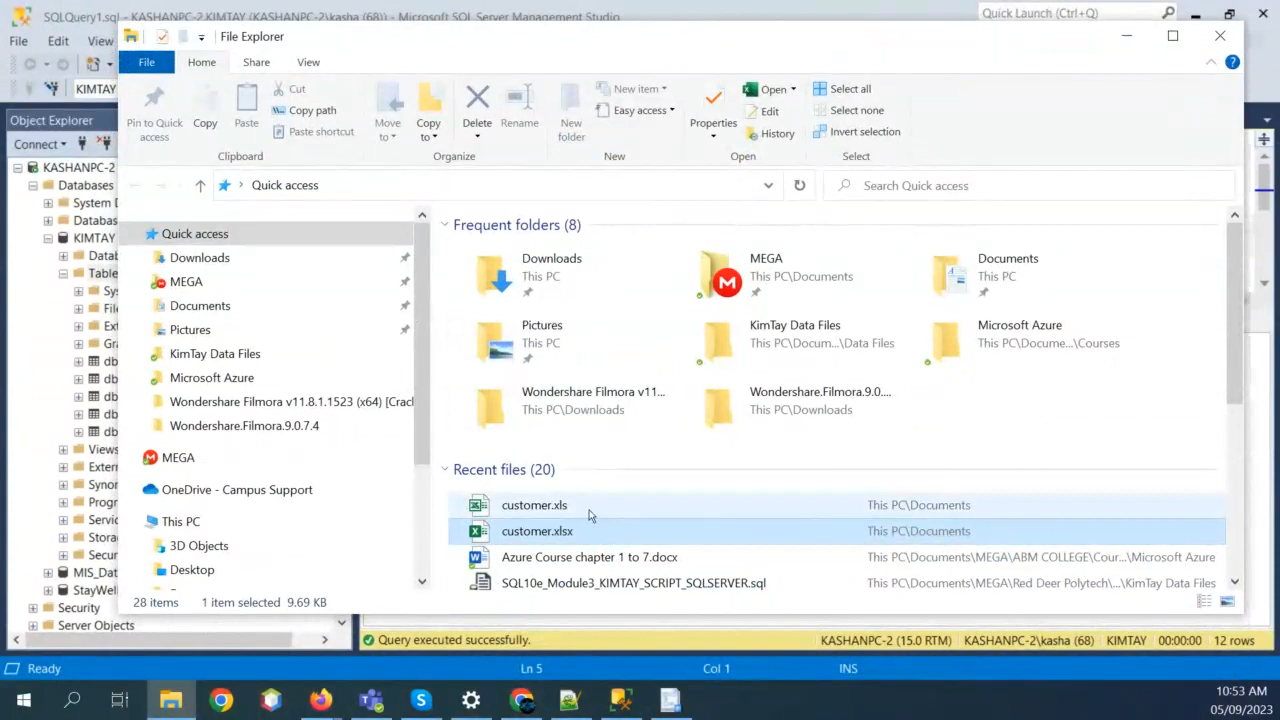 SQLQuery1.sql - KASHANPC-2.KIMTAY (KASHANPC-2\kasha (68)) - Microsoft SQL Server Management Studio
Quick Launch (Ctrl+Q)
File Explorer
File Edit View
File Home Share View
KIMTAY
Pin to Quick access
Copy
Paste
Cut
Copy path
Paste shortcut
Clipboard
Move to
Copy to
Delete
Rename
Organize
New folder
New item
Easy access
New
Properties
Open
Edit
History
Open
Select all
Select none
Invert selection
Select
Object Explorer
Connect
Quick access
Search Quick access
KASHANPC-2
Databases
System D
Databas
KIMTAY
Datab
Table
Sy
File
Ext
Gra
db
db
db
db
db
Views
Extern
Synor
Progr
Servic
Storag
Secur
MIS_Dat
StayWell
Security
Server Objects
Quick access
Downloads
MEGA
Documents
Pictures
KimTay Data Files
Microsoft Azure
Wondershare Filmora v11.8.1.1523 (x64) [Crac
Wondershare.Filmora.9.0.7.4
MEGA
OneDrive - Campus Support
This PC
3D Objects
Desktop
Frequent folders (8)
Downloads
This PC
MEGA
This PC\Documents
Documents
This PC
Pictures
This PC
KimTay Data Files
This PC\Docum...\Data Files
Microsoft Azure
This PC\Docume...\Courses
Wondershare Filmora v11...
This PC\Downloads
Wondershare.Filmora.9.0....
This PC\Downloads
Recent files (20)
customer.xls This PC\Documents
customer.xlsx This PC\Documents
Azure Course chapter 1 to 7.docx This PC\Documents\MEGA\ABM COLLEGE\Cour...\Microsoft-Azure
SQL10e_Module3_KIMTAY_SCRIPT_SQLSERVER.sql This PC\Documents\MEGA\Red Deer Polytech\...\KimTay Data Files
28 items 1 item selected 9.69 KB
Query executed successfully. KASHANPC-2 (15.0 RTM) KASHANPC-2\kasha (68) KIMTAY 00:00:00 12 rows
Ready Ln 5 Col 1 INS
10:53 AM
05/09/2023